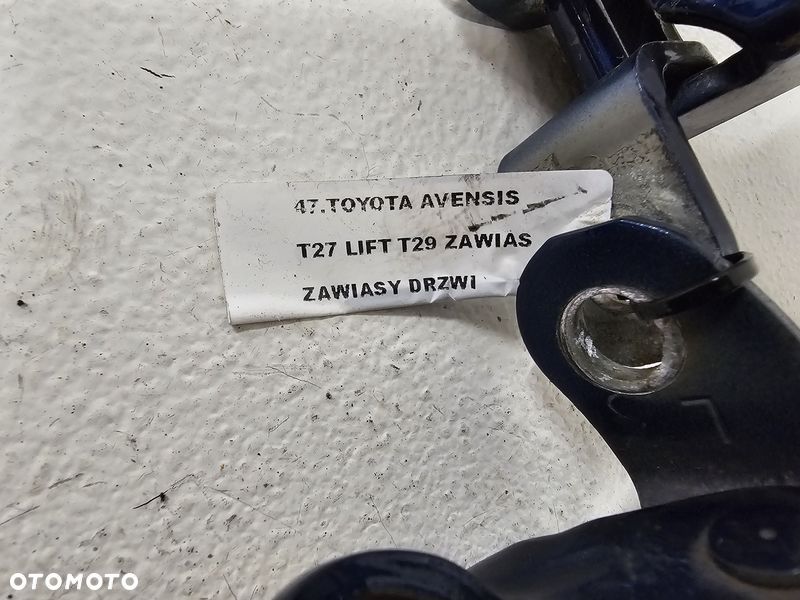 47.TOYOTA AVENSIS
T27 LIFT T29 ZAWIAS
ZAWIASY DRZWI
L
OTOMOTO